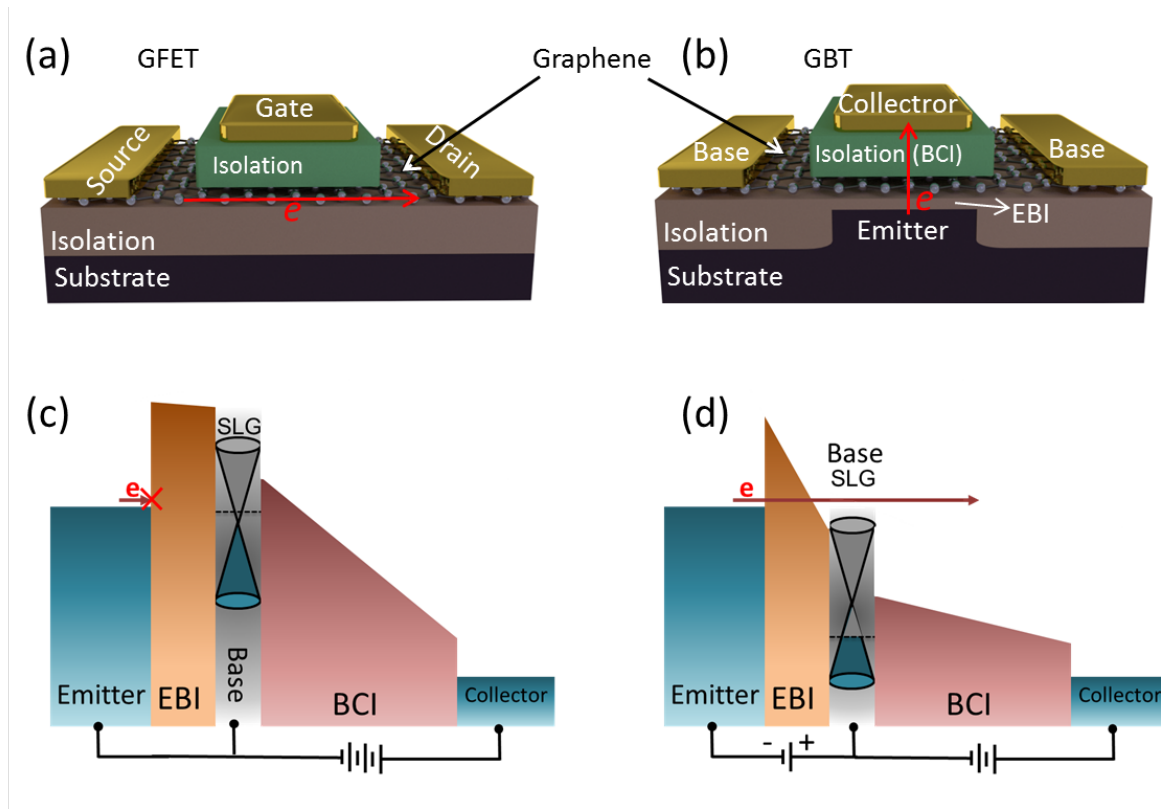 (a)
GFET
Graphene
(b)
GBT
Gate
Source
Isolation
Drain
e
Isolation
Substrate
Collectror
Base
Isolation (BCI)
Base
e
EBI
Isolation
Emitter
Substrate
(c)
SLG
e
Emitter
EBI
Base
BCI
Collector
(d)
Base
SLG
e
Emitter
EBI
BCI
Collector
- +